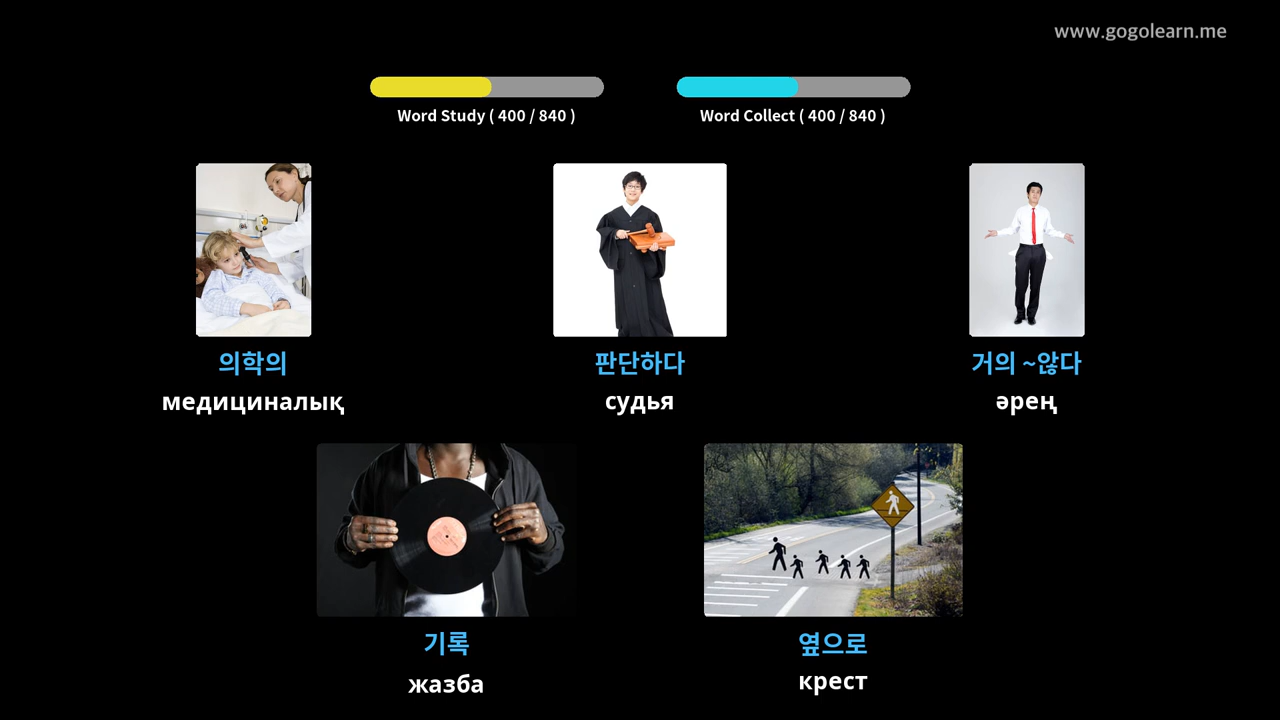 www.gogolearn.me
Word Study ( 400 / 840 )
Word Collect ( 400 / 840 )
의학의
медициналық
판단하다
судья
거의 ~않다
әрең
기록
жазба
옆으로
крест